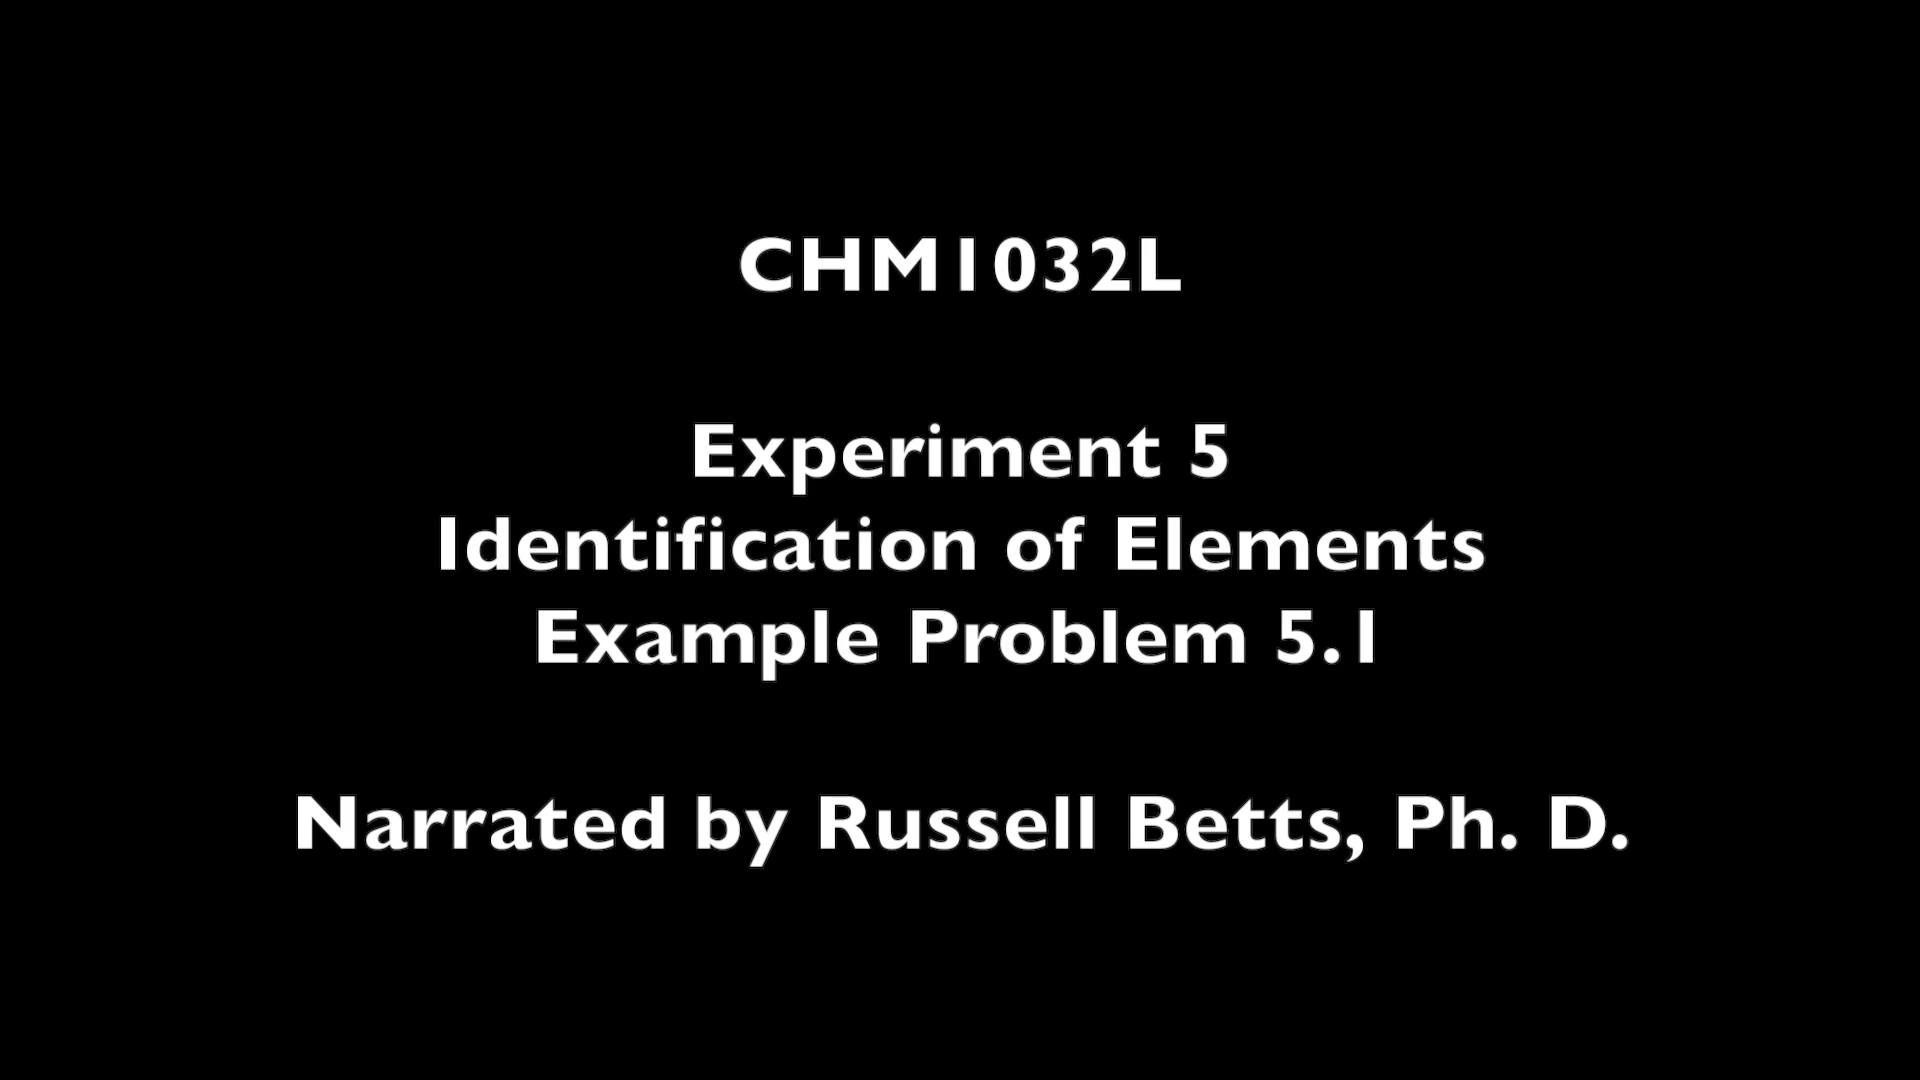 CHM1032L
Experiment 5
Identification of Elements
Example Problem 5.1
Narrated by Russell Betts, Ph. D.